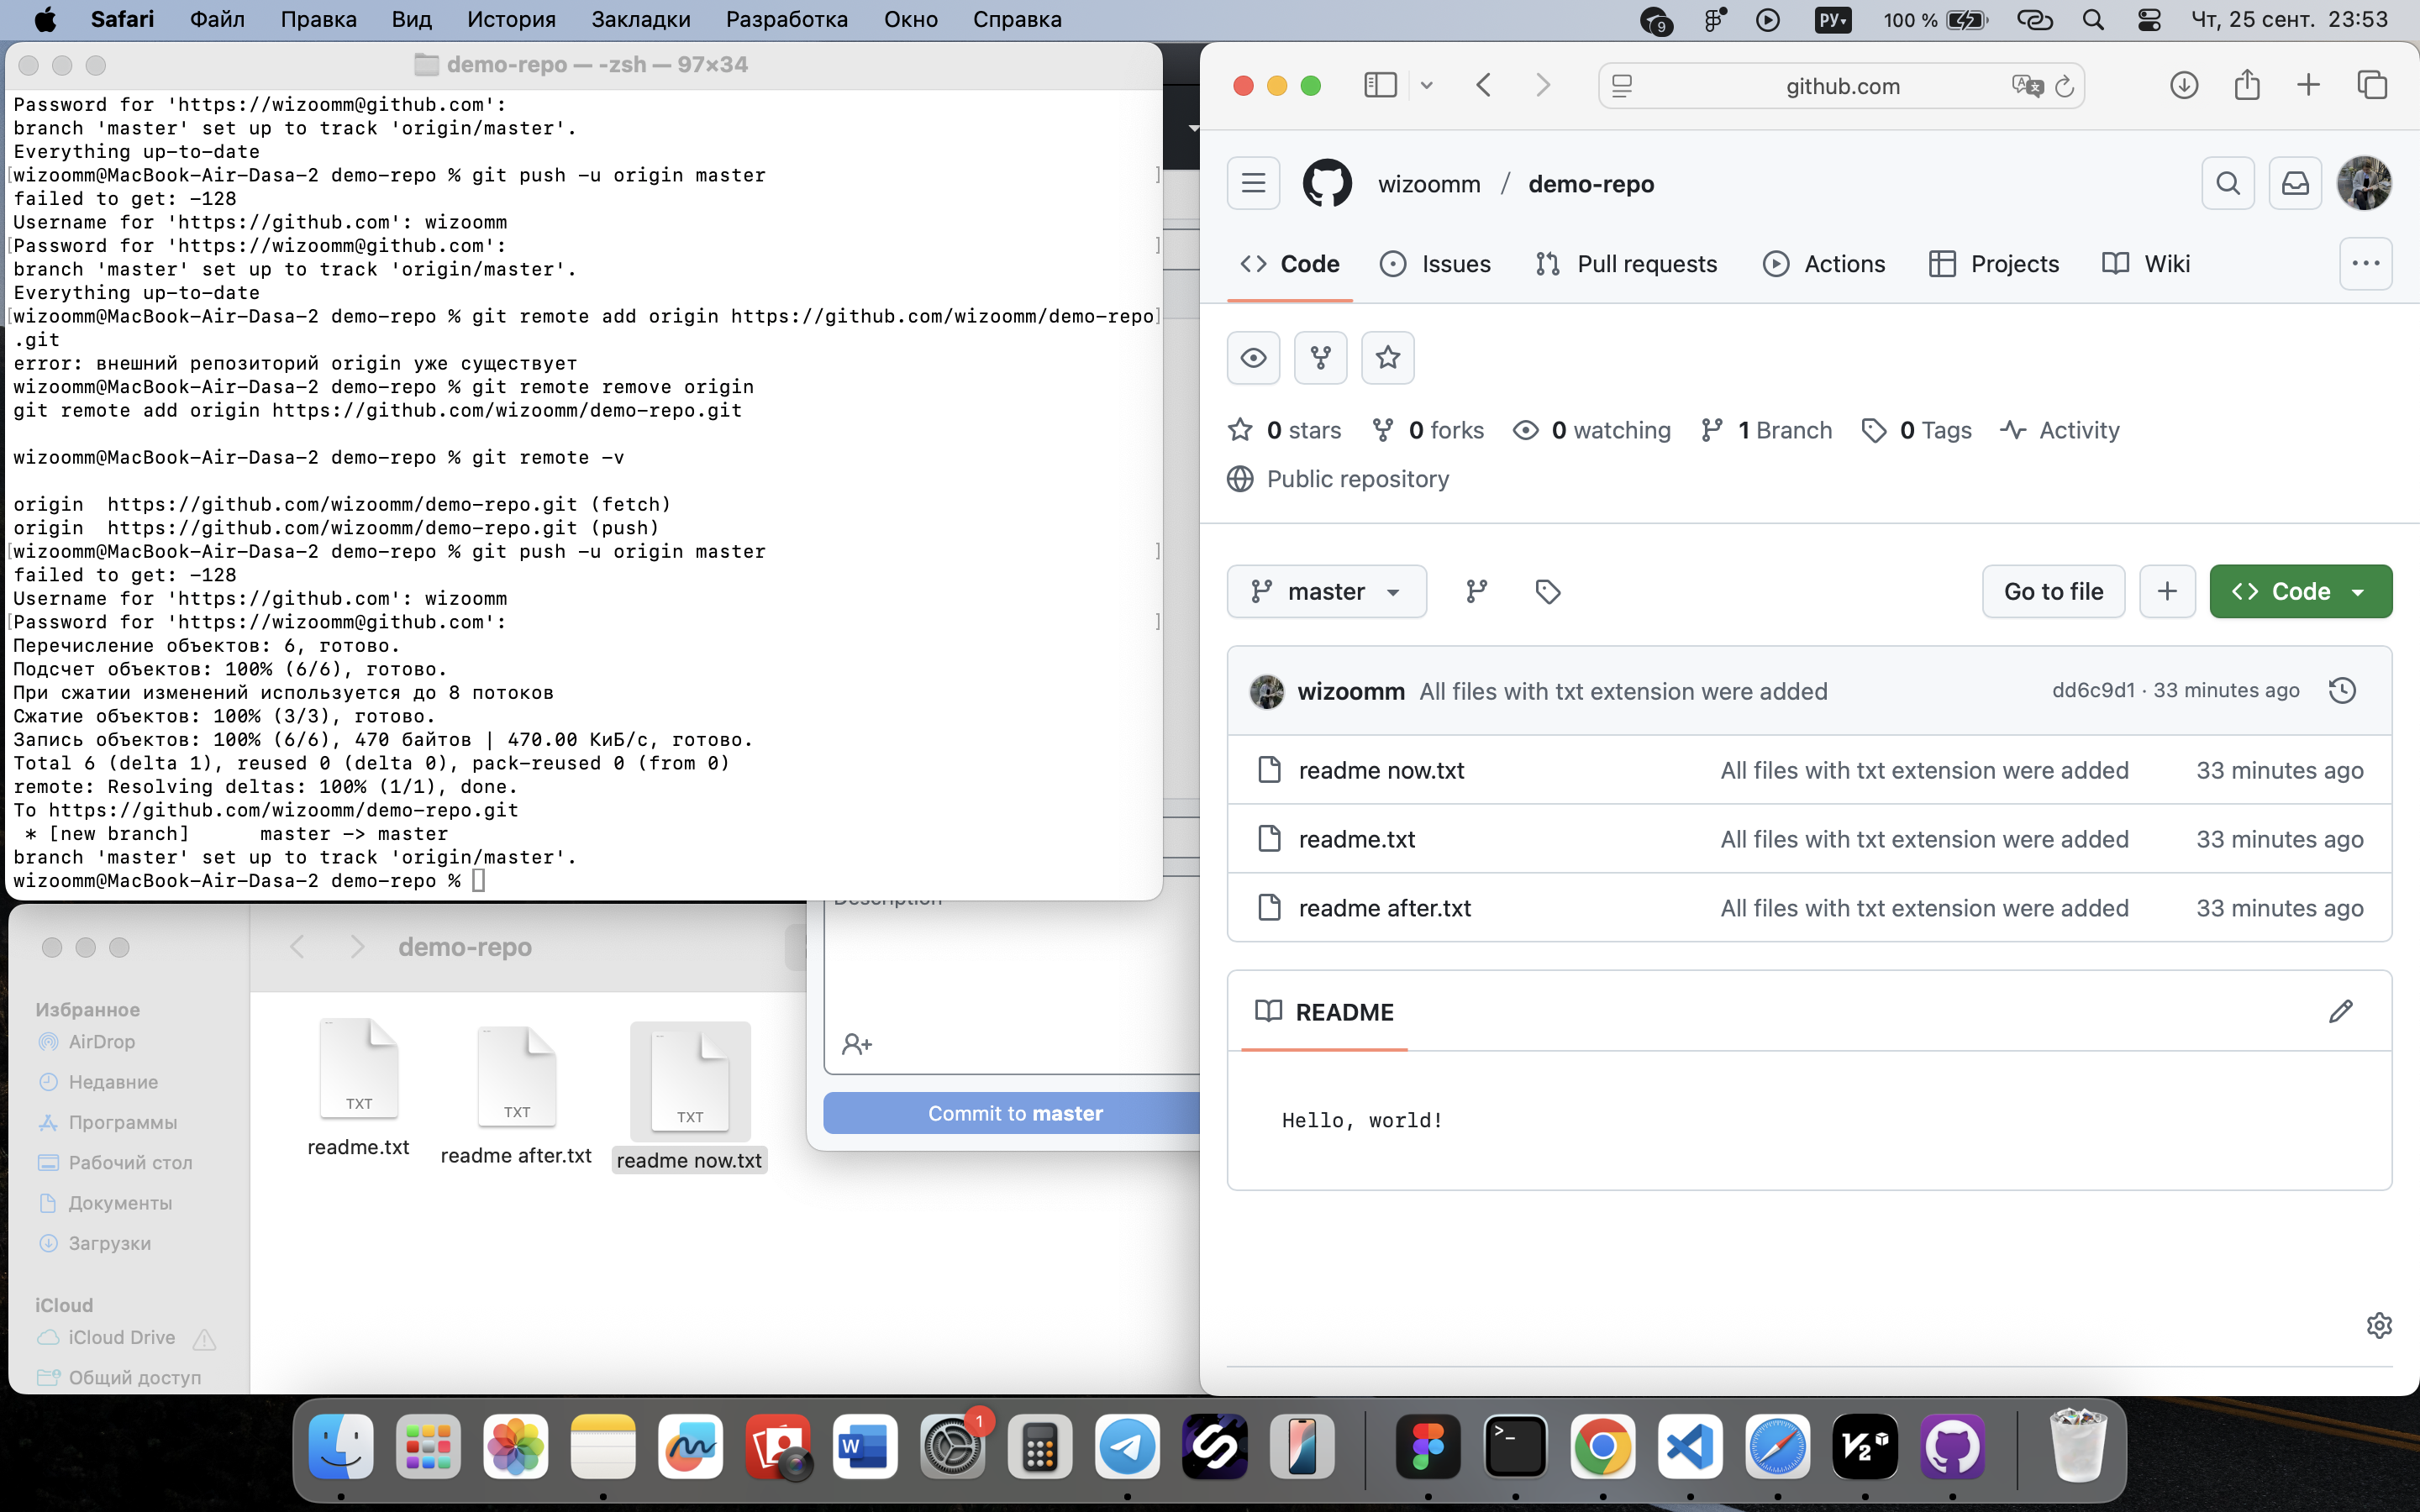 Safari Файл Правка Вид История Закладки Разработка Окно Справка
9 РУ 100 % Чт, 25 сент. 23:53
demo-repo — -zsh — 97×34
Password for 'https://wizoomm@github.com':
branch 'master' set up to track 'origin/master'.
Everything up-to-date
[wizoomm@MacBook-Air-Dasa-2 demo-repo % git push -u origin master ]
failed to get: -128
Username for 'https://github.com': wizoomm
[Password for 'https://wizoomm@github.com': ]
branch 'master' set up to track 'origin/master'.
Everything up-to-date
[wizoomm@MacBook-Air-Dasa-2 demo-repo % git remote add origin https://github.com/wizoomm/demo-repo]
.git
error: внешний репозиторий origin уже существует
wizoomm@MacBook-Air-Dasa-2 demo-repo % git remote remove origin
git remote add origin https://github.com/wizoomm/demo-repo.git
wizoomm@MacBook-Air-Dasa-2 demo-repo % git remote -v
origin https://github.com/wizoomm/demo-repo.git (fetch)
origin https://github.com/wizoomm/demo-repo.git (push)
[wizoomm@MacBook-Air-Dasa-2 demo-repo % git push -u origin master ]
failed to get: -128
Username for 'https://github.com': wizoomm
[Password for 'https://wizoomm@github.com': ]
Перечисление объектов: 6, готово.
Подсчет объектов: 100% (6/6), готово.
При сжатии изменений используется до 8 потоков
Сжатие объектов: 100% (3/3), готово.
Запись объектов: 100% (6/6), 470 байтов | 470.00 КиБ/с, готово.
Total 6 (delta 1), reused 0 (delta 0), pack-reused 0 (from 0)
remote: Resolving deltas: 100% (1/1), done.
To https://github.com/wizoomm/demo-repo.git
* [new branch] master -> master
branch 'master' set up to track 'origin/master'.
wizoomm@MacBook-Air-Dasa-2 demo-repo %
demo-repo
Избранное
AirDrop
Недавние
Программы
Рабочий стол
Документы
Загрузки
iCloud
iCloud Drive
Общий доступ
TXT TXT TXT
readme.txt readme after.txt readme now.txt
Description
Commit to master
github.com
wizoomm / demo-repo
Code Issues Pull requests Actions Projects Wiki
0 stars 0 forks 0 watching 1 Branch 0 Tags Activity
Public repository
master Go to file Code
wizoomm All files with txt extension were added dd6c9d1 · 33 minutes ago
readme now.txt All files with txt extension were added 33 minutes ago
readme.txt All files with txt extension were added 33 minutes ago
readme after.txt All files with txt extension were added 33 minutes ago
README
Hello, world!
W 1 >_ V2